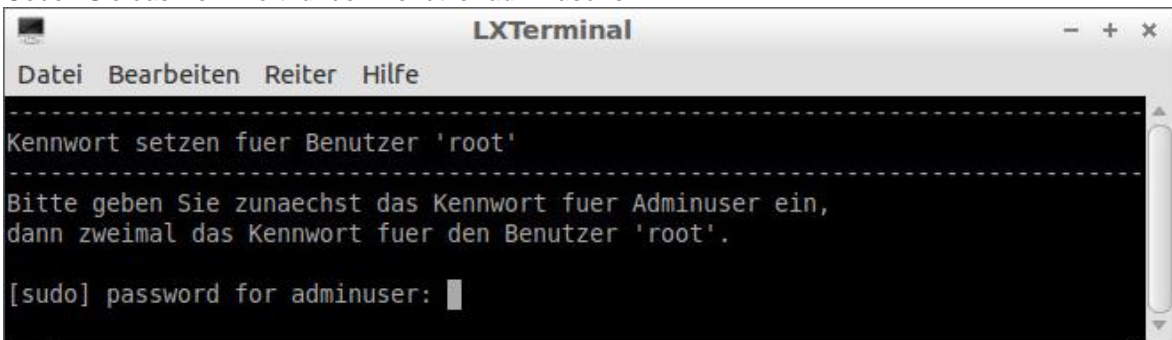 LXTerminal
Datei Bearbeiten Reiter Hilfe
Kennwort setzen fuer Benutzer 'root'
Bitte geben Sie zunaechst das Kennwort fuer Adminuser ein,
dann zweimal das Kennwort fuer den Benutzer 'root'.
[sudo] password for adminuser: